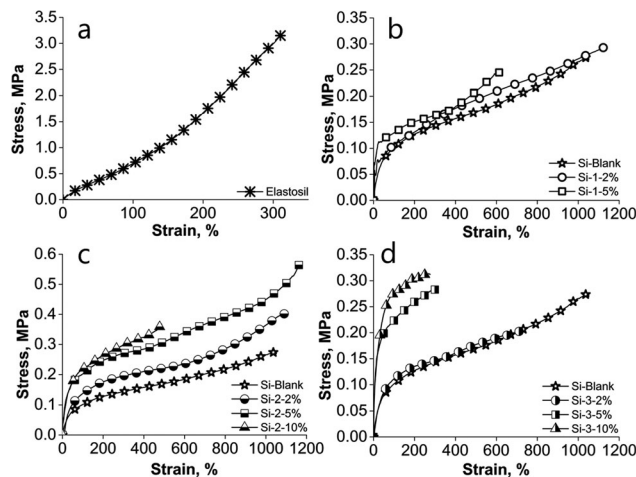 a
Stress, MPa
3.5
3.0
2.5
2.0
1.5
1.0
0.5
0.0
0
100
200
300
Strain, %
Elastosil
b
Stress, MPa
0.35
0.30
0.25
0.20
0.15
0.10
0.05
0.00
0
200
400
600
800
1000
1200
Strain, %
Si-Blank
Si-1-2%
Si-1-5%
c
Stress, MPa
0.6
0.5
0.4
0.3
0.2
0.1
0.0
0
200
400
600
800
1000
1200
Strain, %
Si-Blank
Si-2-2%
Si-2-5%
Si-2-10%
d
Stress, MPa
0.35
0.30
0.25
0.20
0.15
0.10
0.05
0.00
0
200
400
600
800
1000
1200
Strain, %
Si-Blank
Si-3-2%
Si-3-5%
Si-3-10%